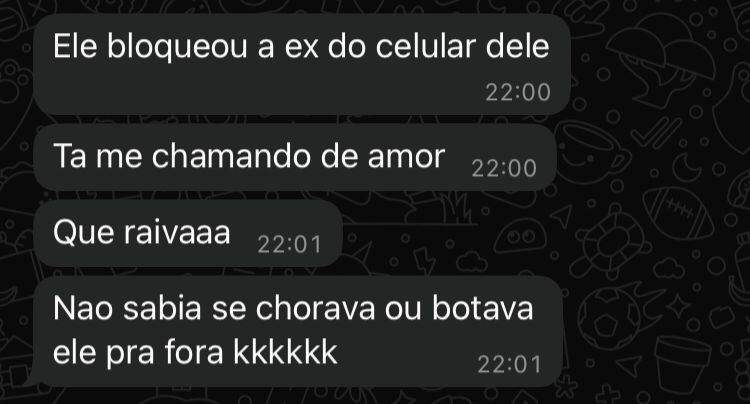 Ele bloqueou a ex do celular dele
22:00
Ta me chamando de amor 22:00
Que raivaaa 22:01
Nao sabia se chorava ou botava
ele pra fora kkkkkk 22:01